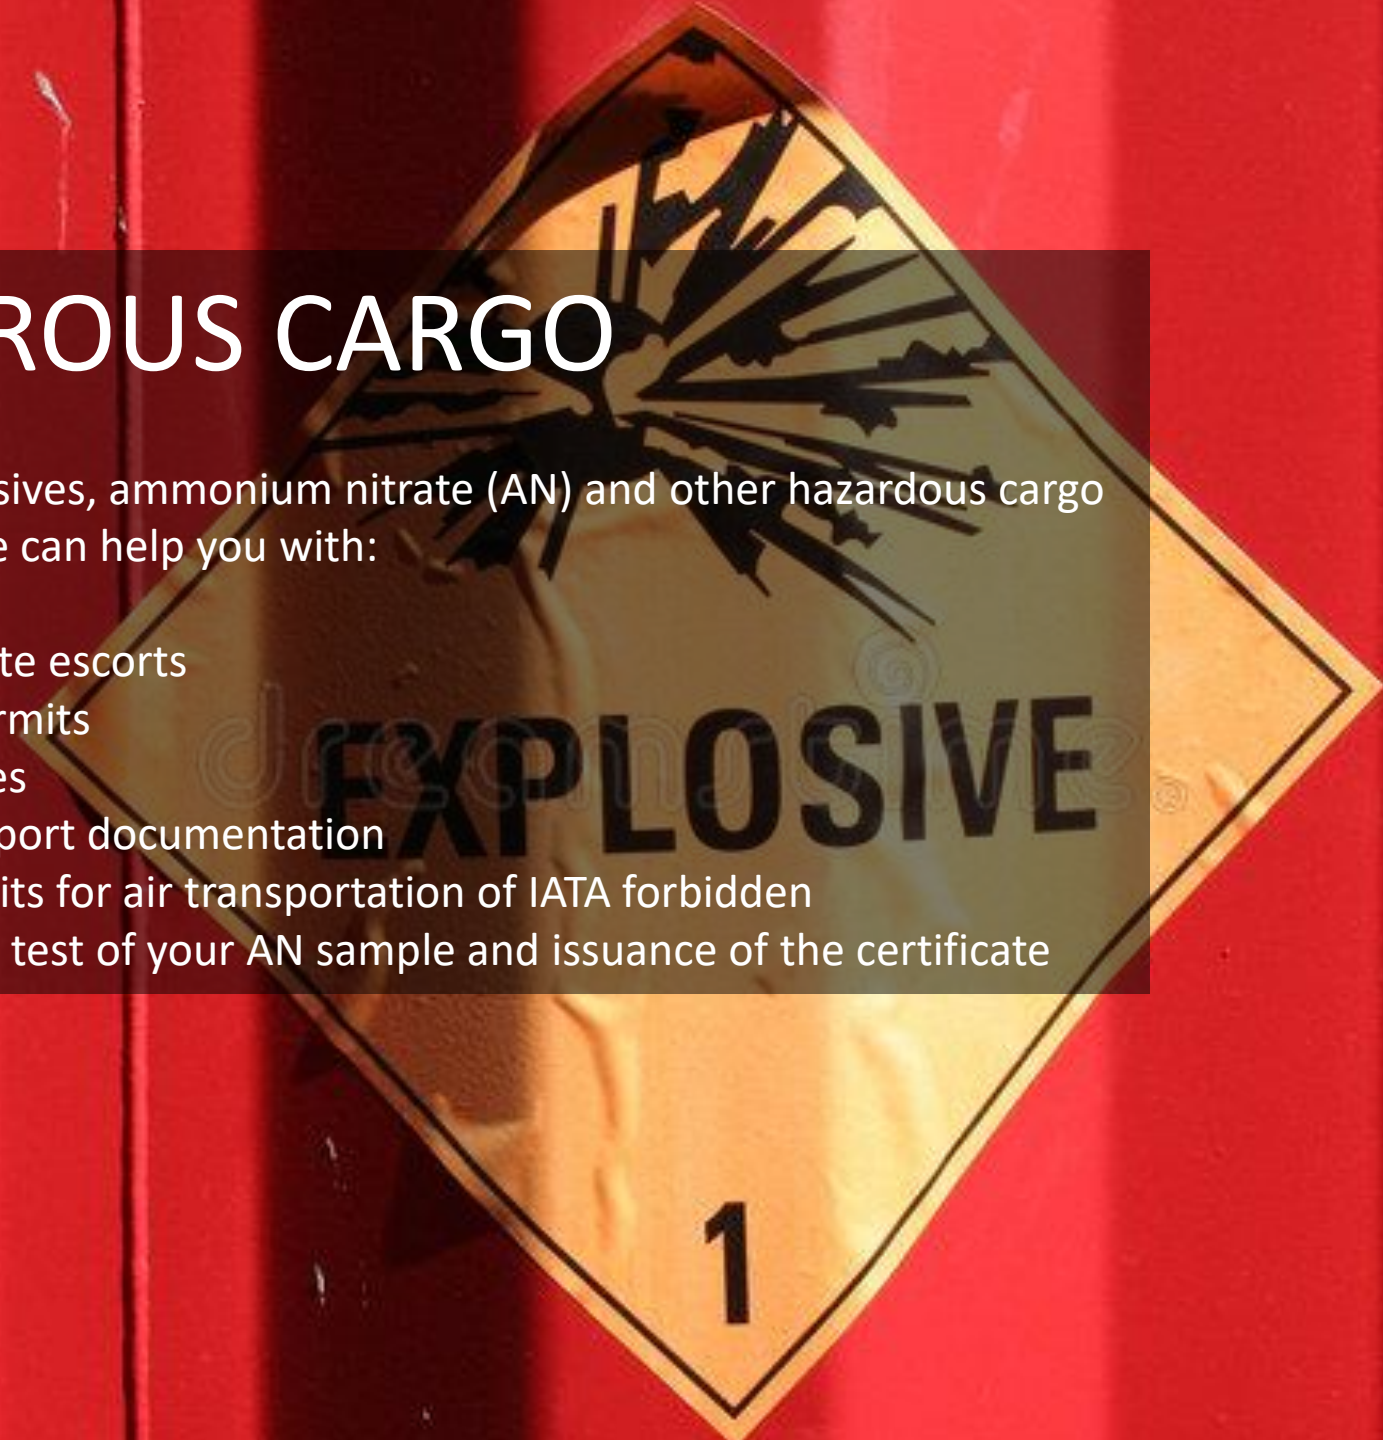 ROUS CARGO
sives, ammonium nitrate (AN) and other hazardous cargo
e can help you with:
te escorts
rmits
es
port documentation
its for air transportation of IATA forbidden
test of your AN sample and issuance of the certificate
EXPLOSIVE
dreamstime
1